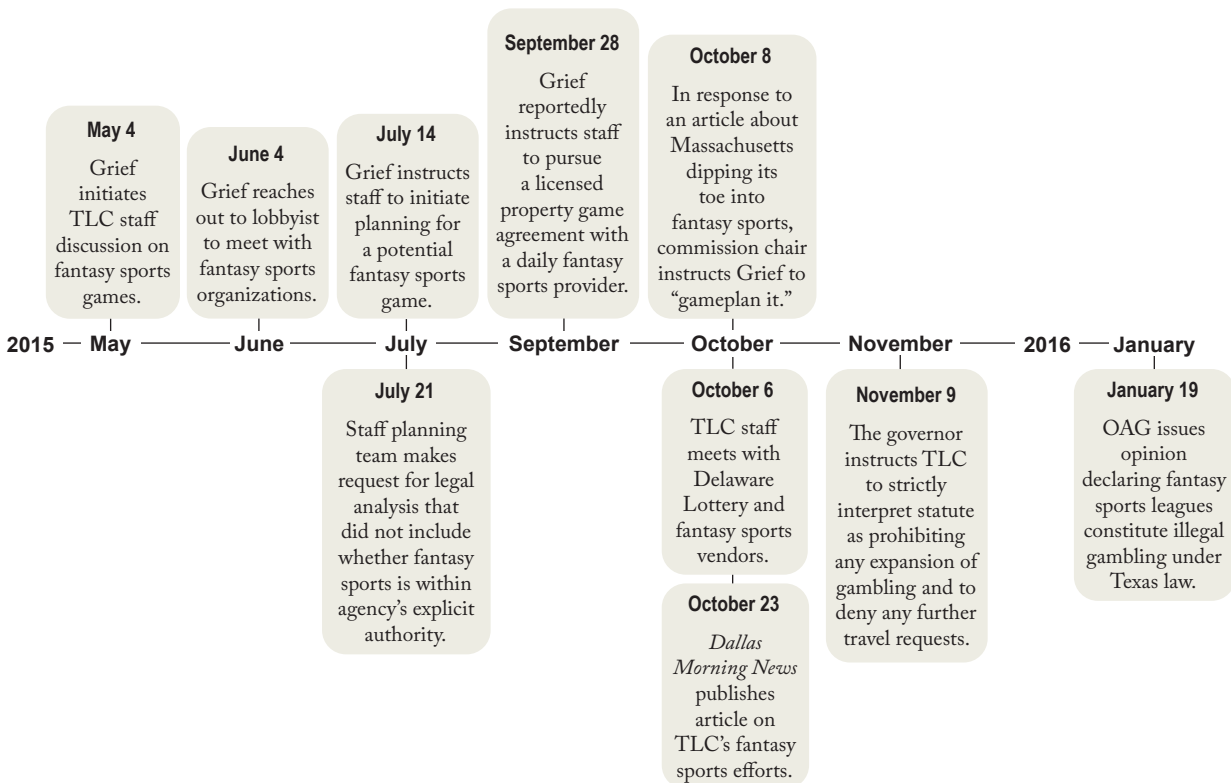 May 4
Grief
initiates
TLC staff
discussion on
fantasy sports
games.
June 4
Grief reaches
out to lobbyist
to meet with
fantasy sports
organizations.
July 14
Grief instructs
staff to initiate
planning for
a potential
fantasy sports
game.
September 28
Grief
reportedly
instructs staff
to pursue
a licensed
property game
agreement with
a daily fantasy
sports provider.
October 8
In response to
an article about
Massachusetts
dipping its
toe into
fantasy sports,
commission chair
instructs Grief to
“gameplan it.”
2015 May June July September October November 2016 January
July 21
Staff planning
team makes
request for legal
analysis that
did not include
whether fantasy
sports is within
agency’s explicit
authority.
October 6
TLC staff
meets with
Delaware
Lottery and
fantasy sports
vendors.
October 23
Dallas
Morning News
publishes
article on
TLC’s fantasy
sports efforts.
November 9
The governor
instructs TLC
to strictly
interpret statute
as prohibiting
any expansion of
gambling and to
deny any further
travel requests.
January 19
OAG issues
opinion
declaring fantasy
sports leagues
constitute illegal
gambling under
Texas law.